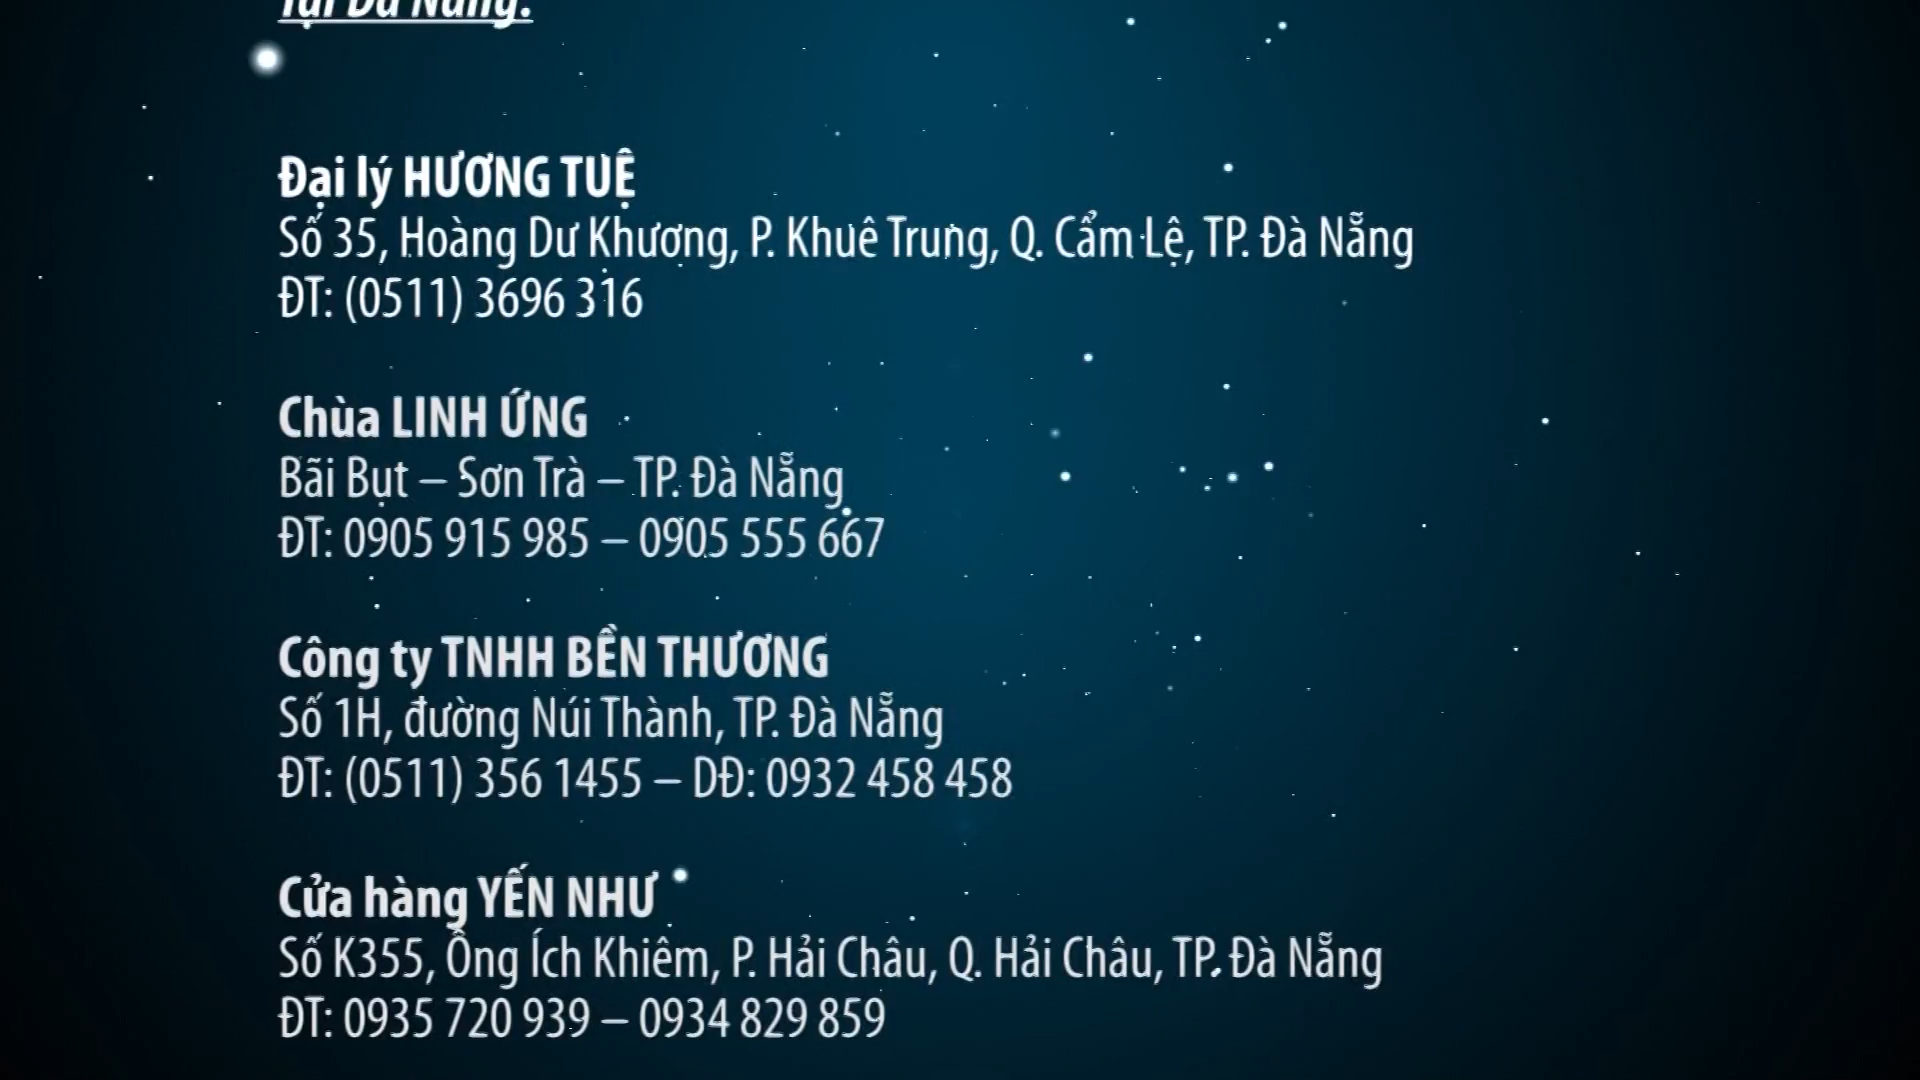 Tại Đà Nẵng:
Đại lý HƯƠNG TUỆ
Số 35, Hoàng Dư Khương, P. Khuê Trung, Q. Cẩm Lệ, TP. Đà Nẵng
ĐT: (0511) 3696 316
Chùa LINH ỨNG
Bãi Bụt – Sơn Trà – TP. Đà Nẵng
ĐT: 0905 915 985 – 0905 555 667
Công ty TNHH BỀN THƯƠNG
Số 1H, đường Núi Thành, TP. Đà Nẵng
ĐT: (0511) 356 1455 – DĐ: 0932 458 458
Cửa hàng YẾN NHƯ
Số K355, Ông Ích Khiêm, P. Hải Châu, Q. Hải Châu, TP. Đà Nẵng
ĐT: 0935 720 939 – 0934 829 859